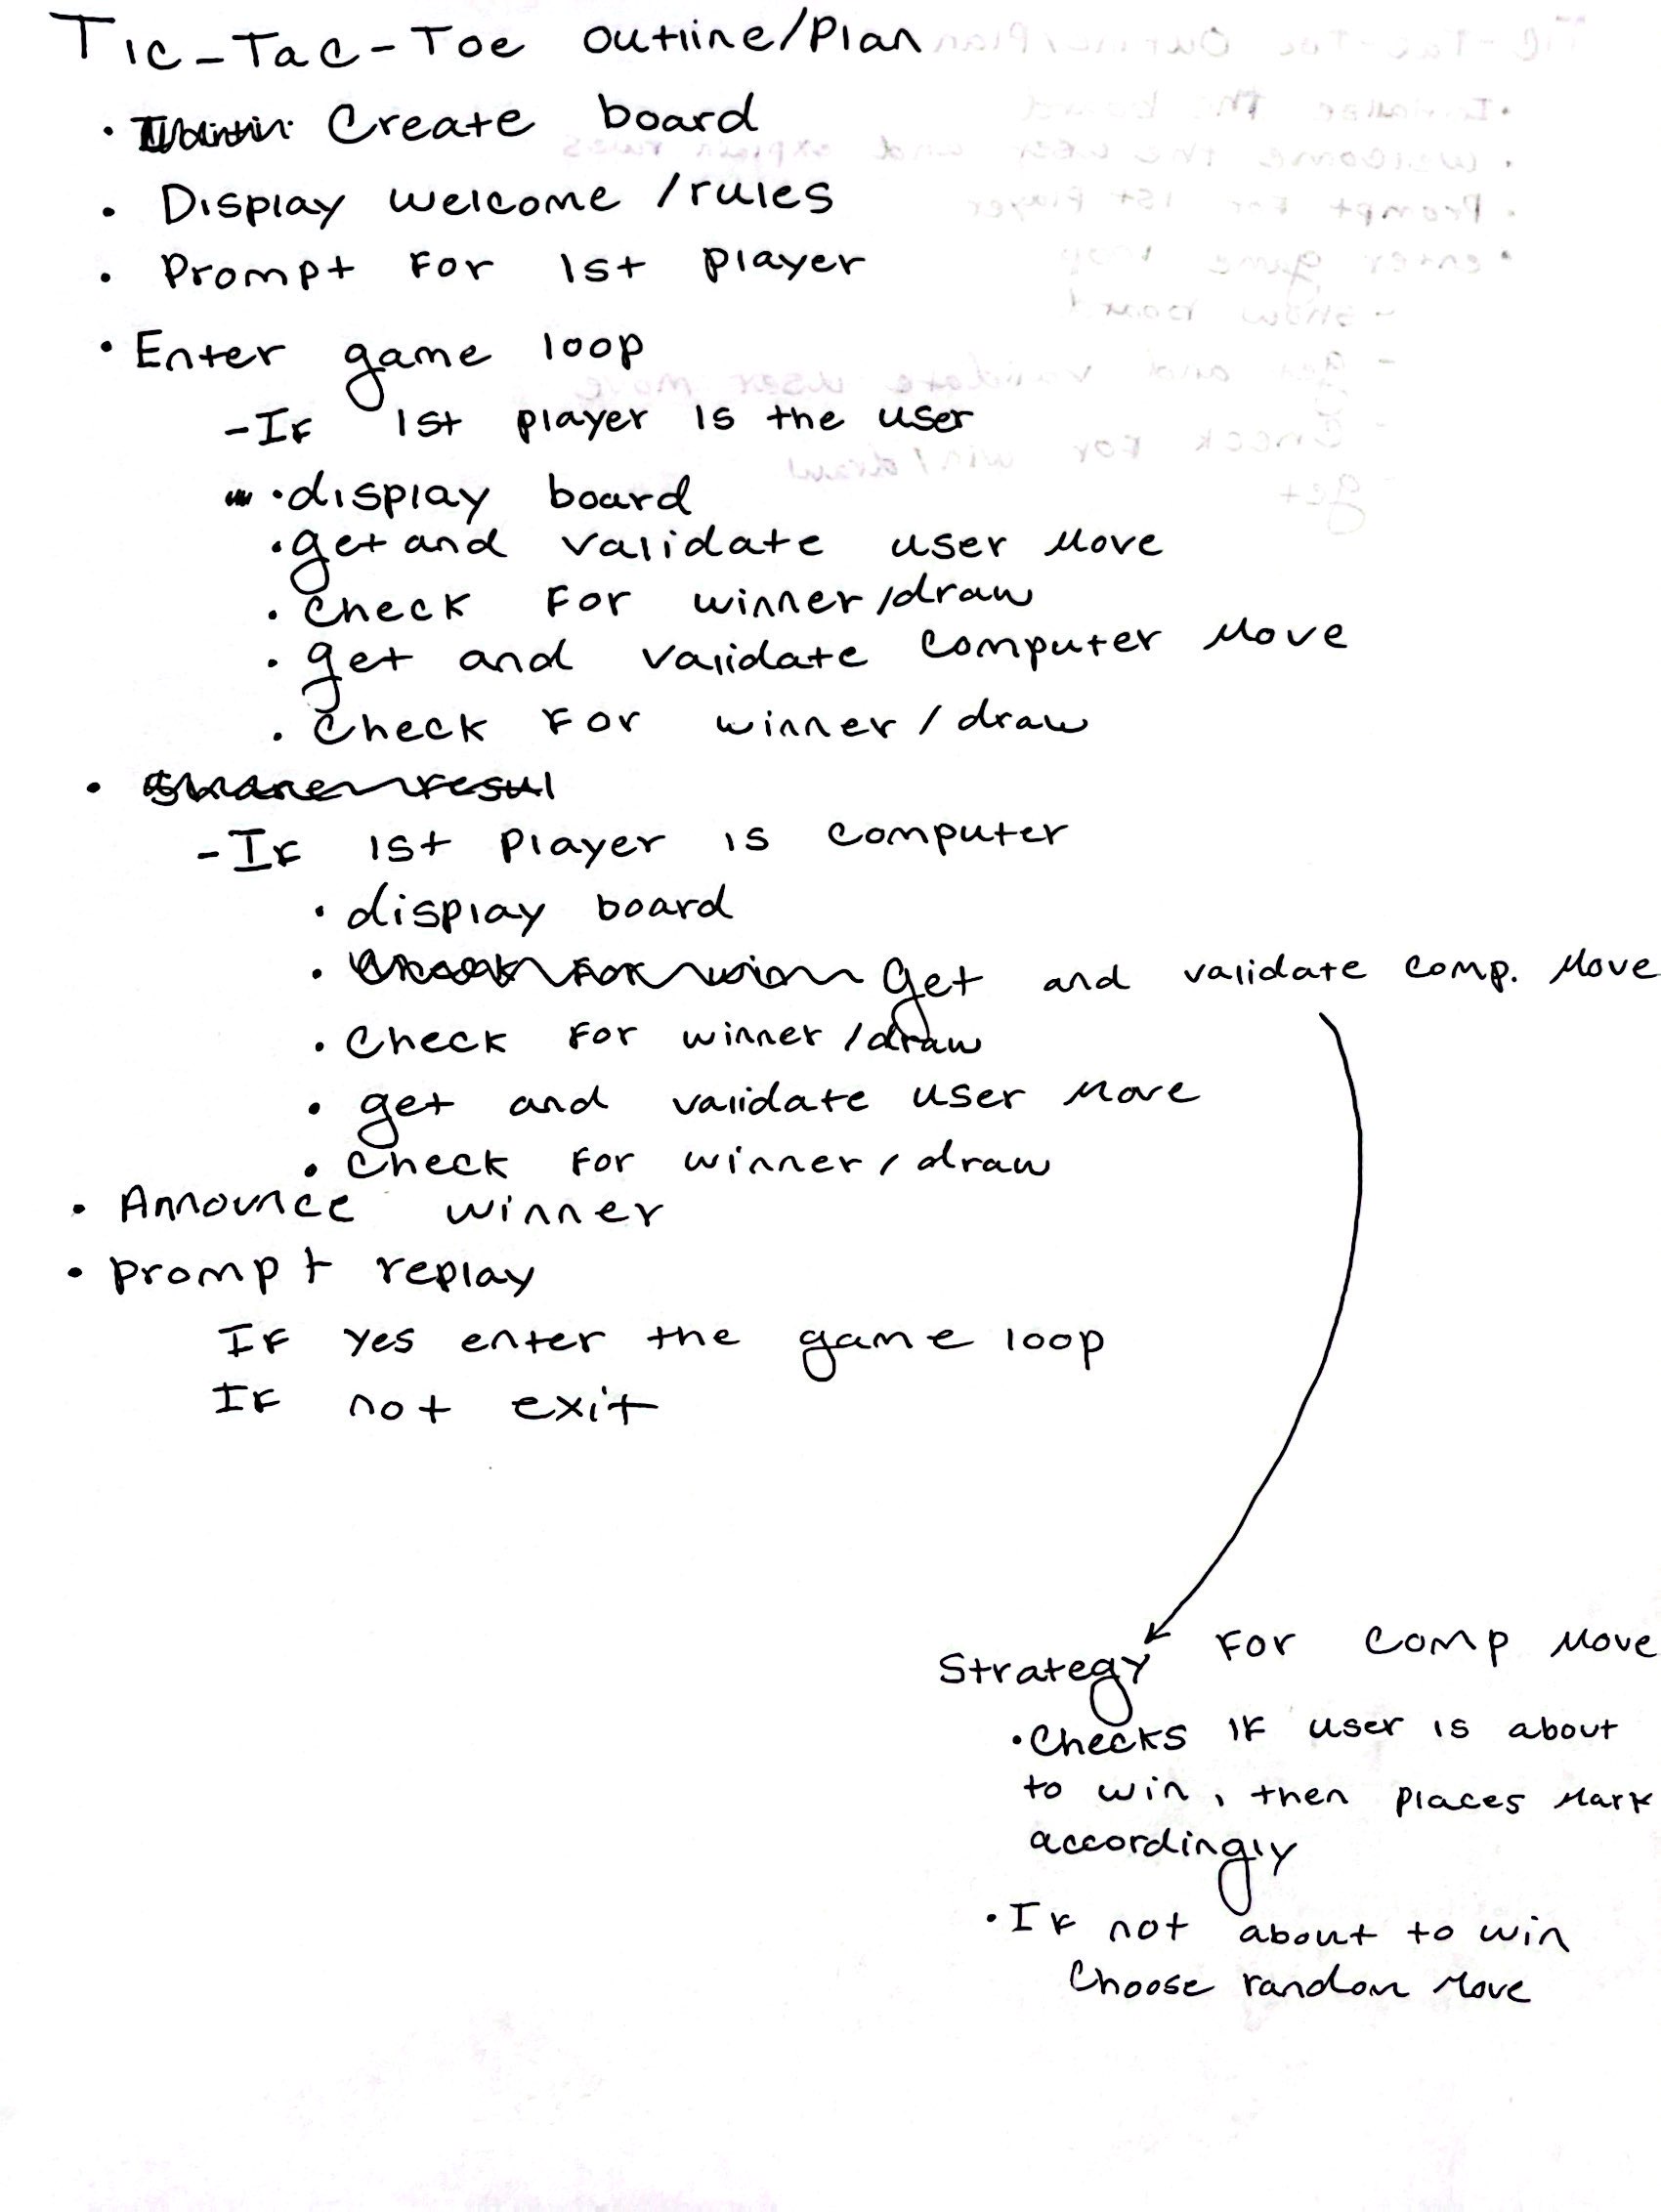 Tic-Tac-Toe outline/Plan
• Create board
• Display welcome /rules
• Prompt For 1st player
• Enter game loop
-If 1st player is the user
• display board
• get and validate user Move
• Check For winner/draw
• get and validate computer Move
• Check For winner/draw
•
-If 1st Player is computer
• display board
• Get and validate comp. Move
• Check For winner/draw
• get and validate user Move
• Check For winner/draw
• Announce winner
• prompt replay
If yes enter the game loop
If not exit
Strategy For comp Move
• Checks if user is about
to win, then places Mark
accordingly
• If not about to win
Choose random Move